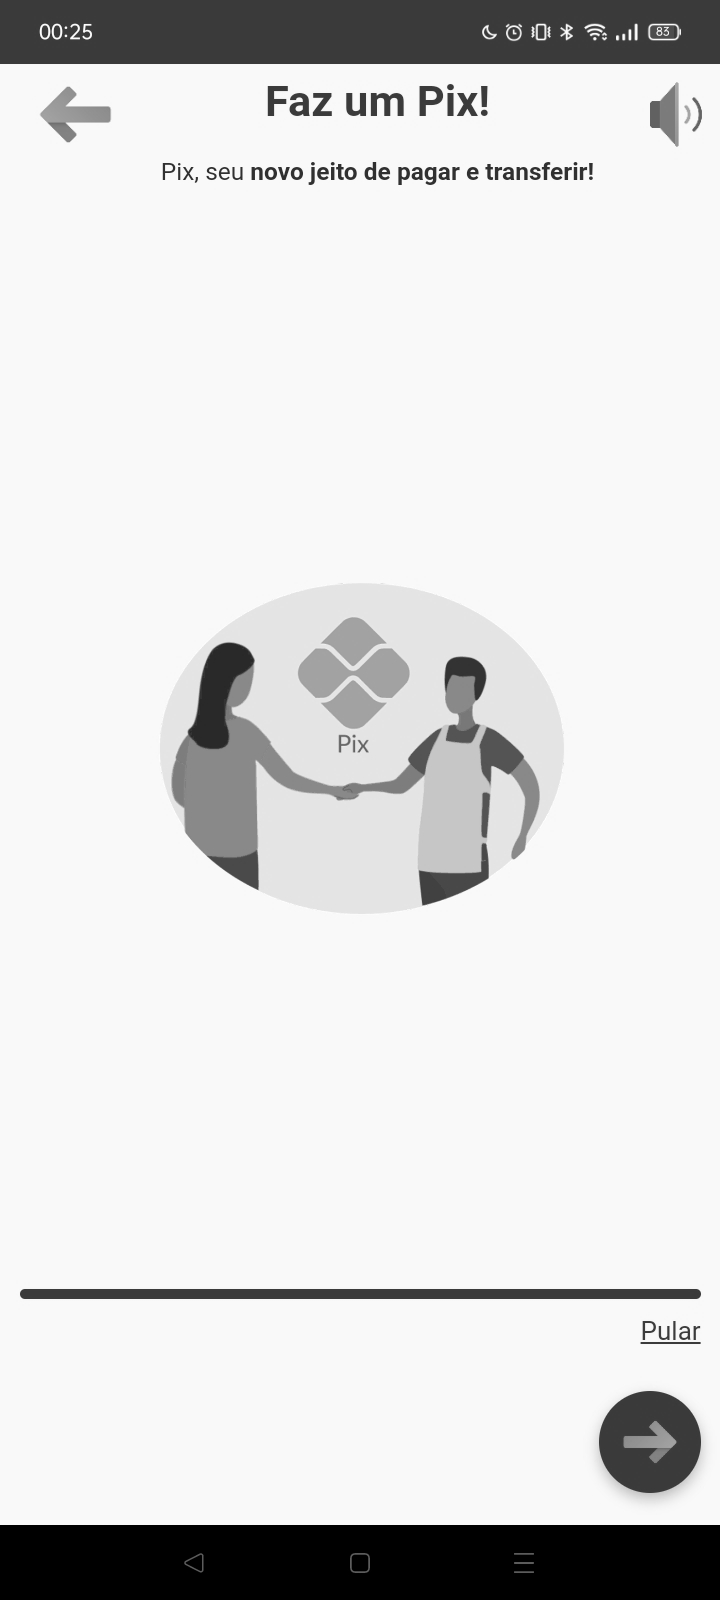 00:25
83
Faz um Pix!
Pix, seu novo jeito de pagar e transferir!
Pix
Pular